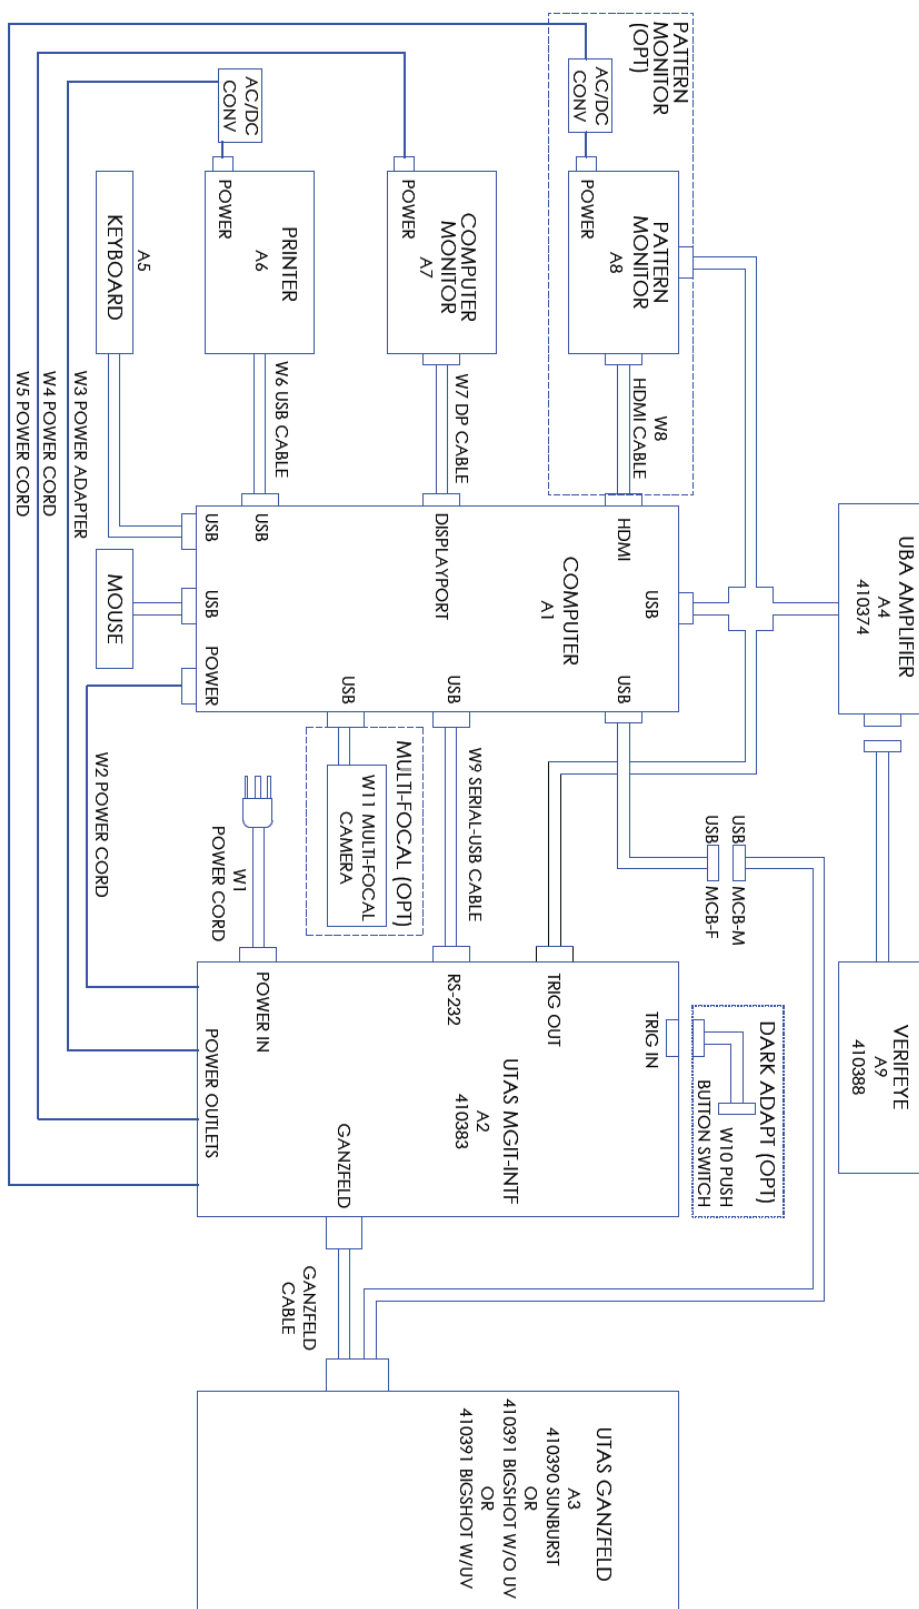 PATTERN
MONITOR
(OPT)
AC/DC
CONV
POWER
PATTERN
MONITOR
A8
W8
HDMI CABLE
AC/DC
CONV
POWER
COMPUTER
MONITOR
A7
W7 DP CABLE
POWER
PRINTER
A6
W6 USB CABLE
A5
KEYBOARD
W3 POWER ADAPTER
W4 POWER CORD
W5 POWER CORD
UBA AMPLIFIER
A4
410374
HDMI
USB
DISPLAYPORT
COMPUTER
A1
USB
USB
USB
POWER
USB
USB
USB
MOUSE
W2 POWER CORD
MULTI-FOCAL (OPT)
W11 MULTI-FOCAL
CAMERA
W9 SERIAL-USB CABLE
W1
POWER CORD
USB MCB-M
USB MCB-F
VERIFEYE
A9
410388
DARK ADAPT (OPT)
W10 PUSH
BUTTON SWITCH
TRIG IN
TRIG OUT
RS-232
POWER IN
UTAS MGIT-INTF
A2
410383
POWER OUTLETS
GANZFELD
GANZFELD
CABLE
UTAS GANZFELD
A3
410390 SUNBURST
OR
410391 BIGSHOT W/O UV
OR
410391 BIGSHOT W/UV